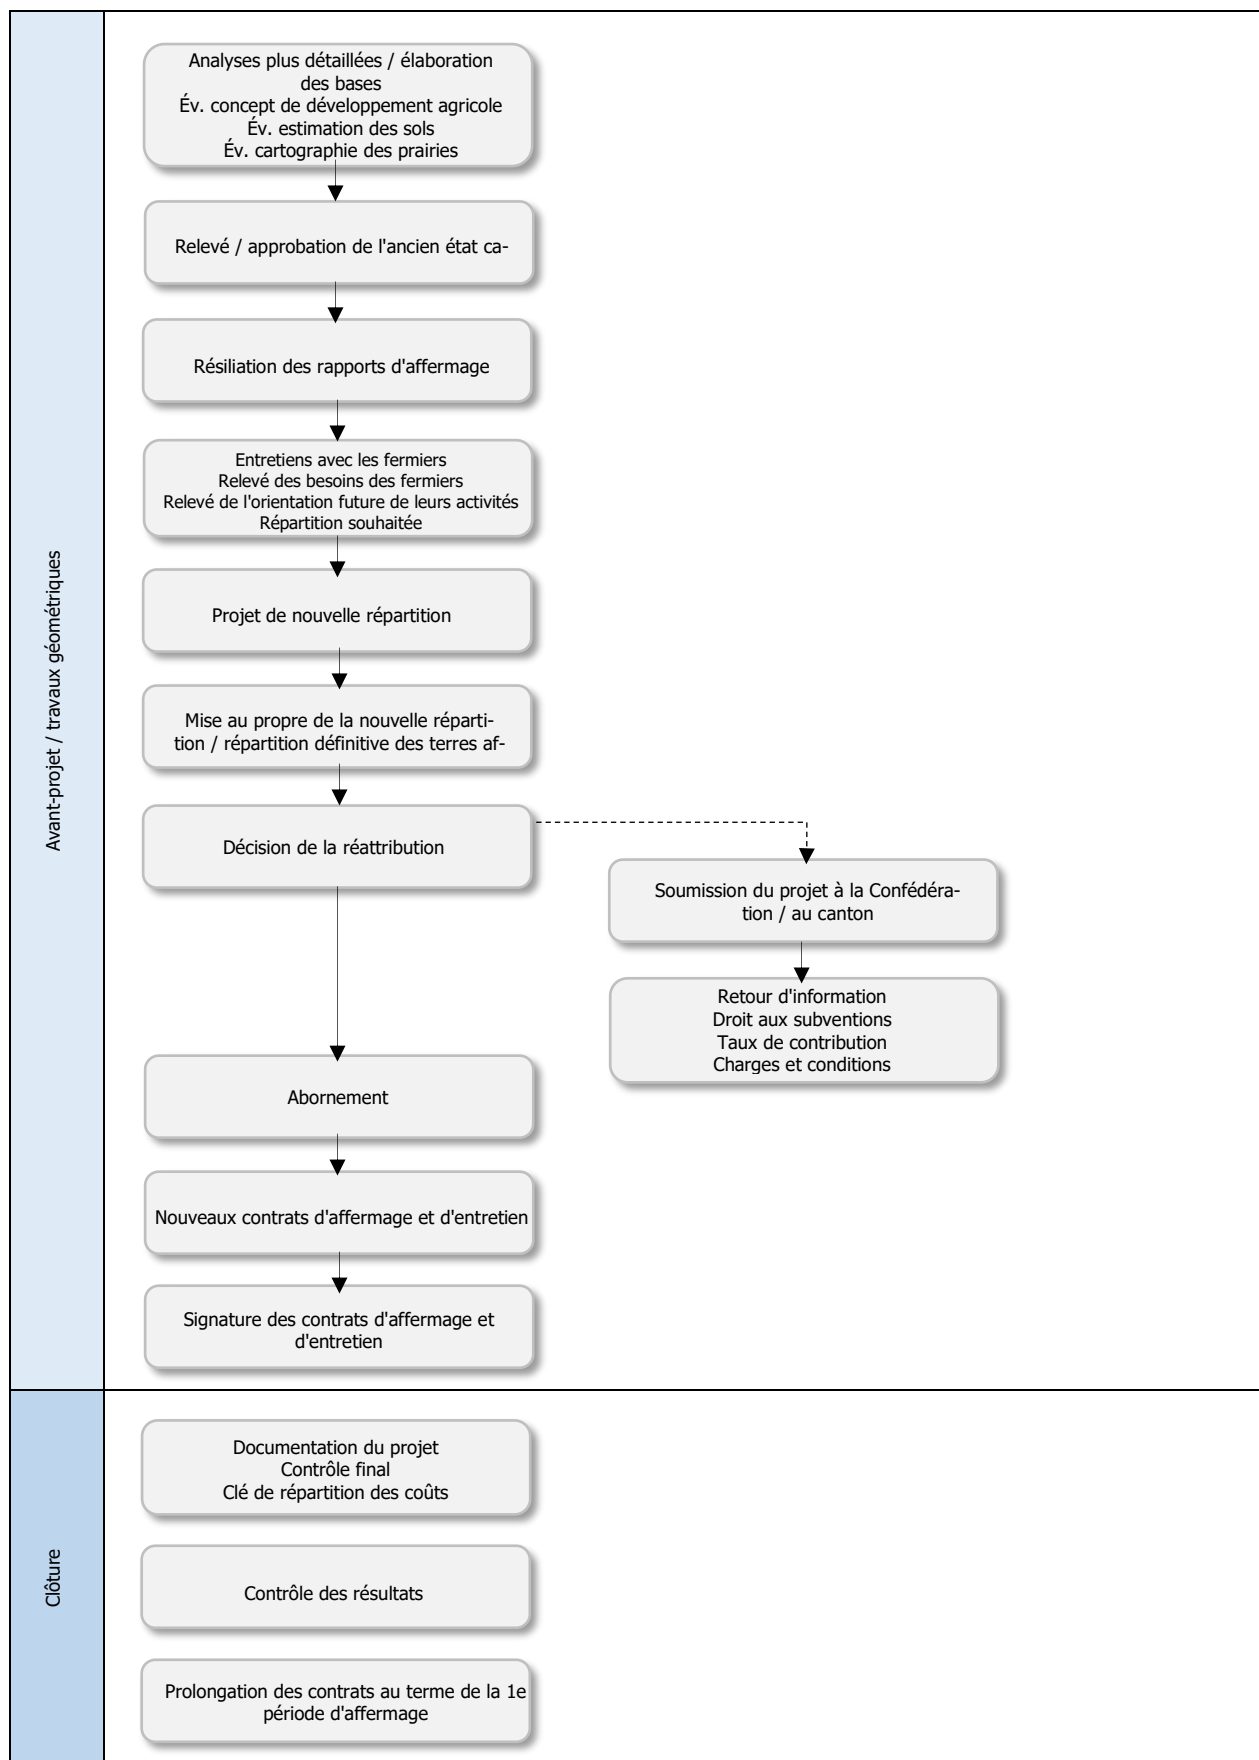 Avant-projet / travaux géométriques
Analyses plus détaillées / élaboration
des bases
Év. concept de développement agricole
Év. estimation des sols
Év. cartographie des prairies
Relevé / approbation de l'ancien état ca-
Résiliation des rapports d'affermage
Entretiens avec les fermiers
Relevé des besoins des fermiers
Relevé de l'orientation future de leurs activités
Répartition souhaitée
Projet de nouvelle répartition
Mise au propre de la nouvelle réparti-
tion / répartition définitive des terres af-
Décision de la réattribution
Soumission du projet à la Confédéra-
tion / au canton
Retour d'information
Droit aux subventions
Taux de contribution
Charges et conditions
Abornement
Nouveaux contrats d'affermage et d'entretien
Signature des contrats d'affermage et
d'entretien
Clôture
Documentation du projet
Contrôle final
Clé de répartition des coûts
Contrôle des résultats
Prolongation des contrats au terme de la 1e
période d'affermage